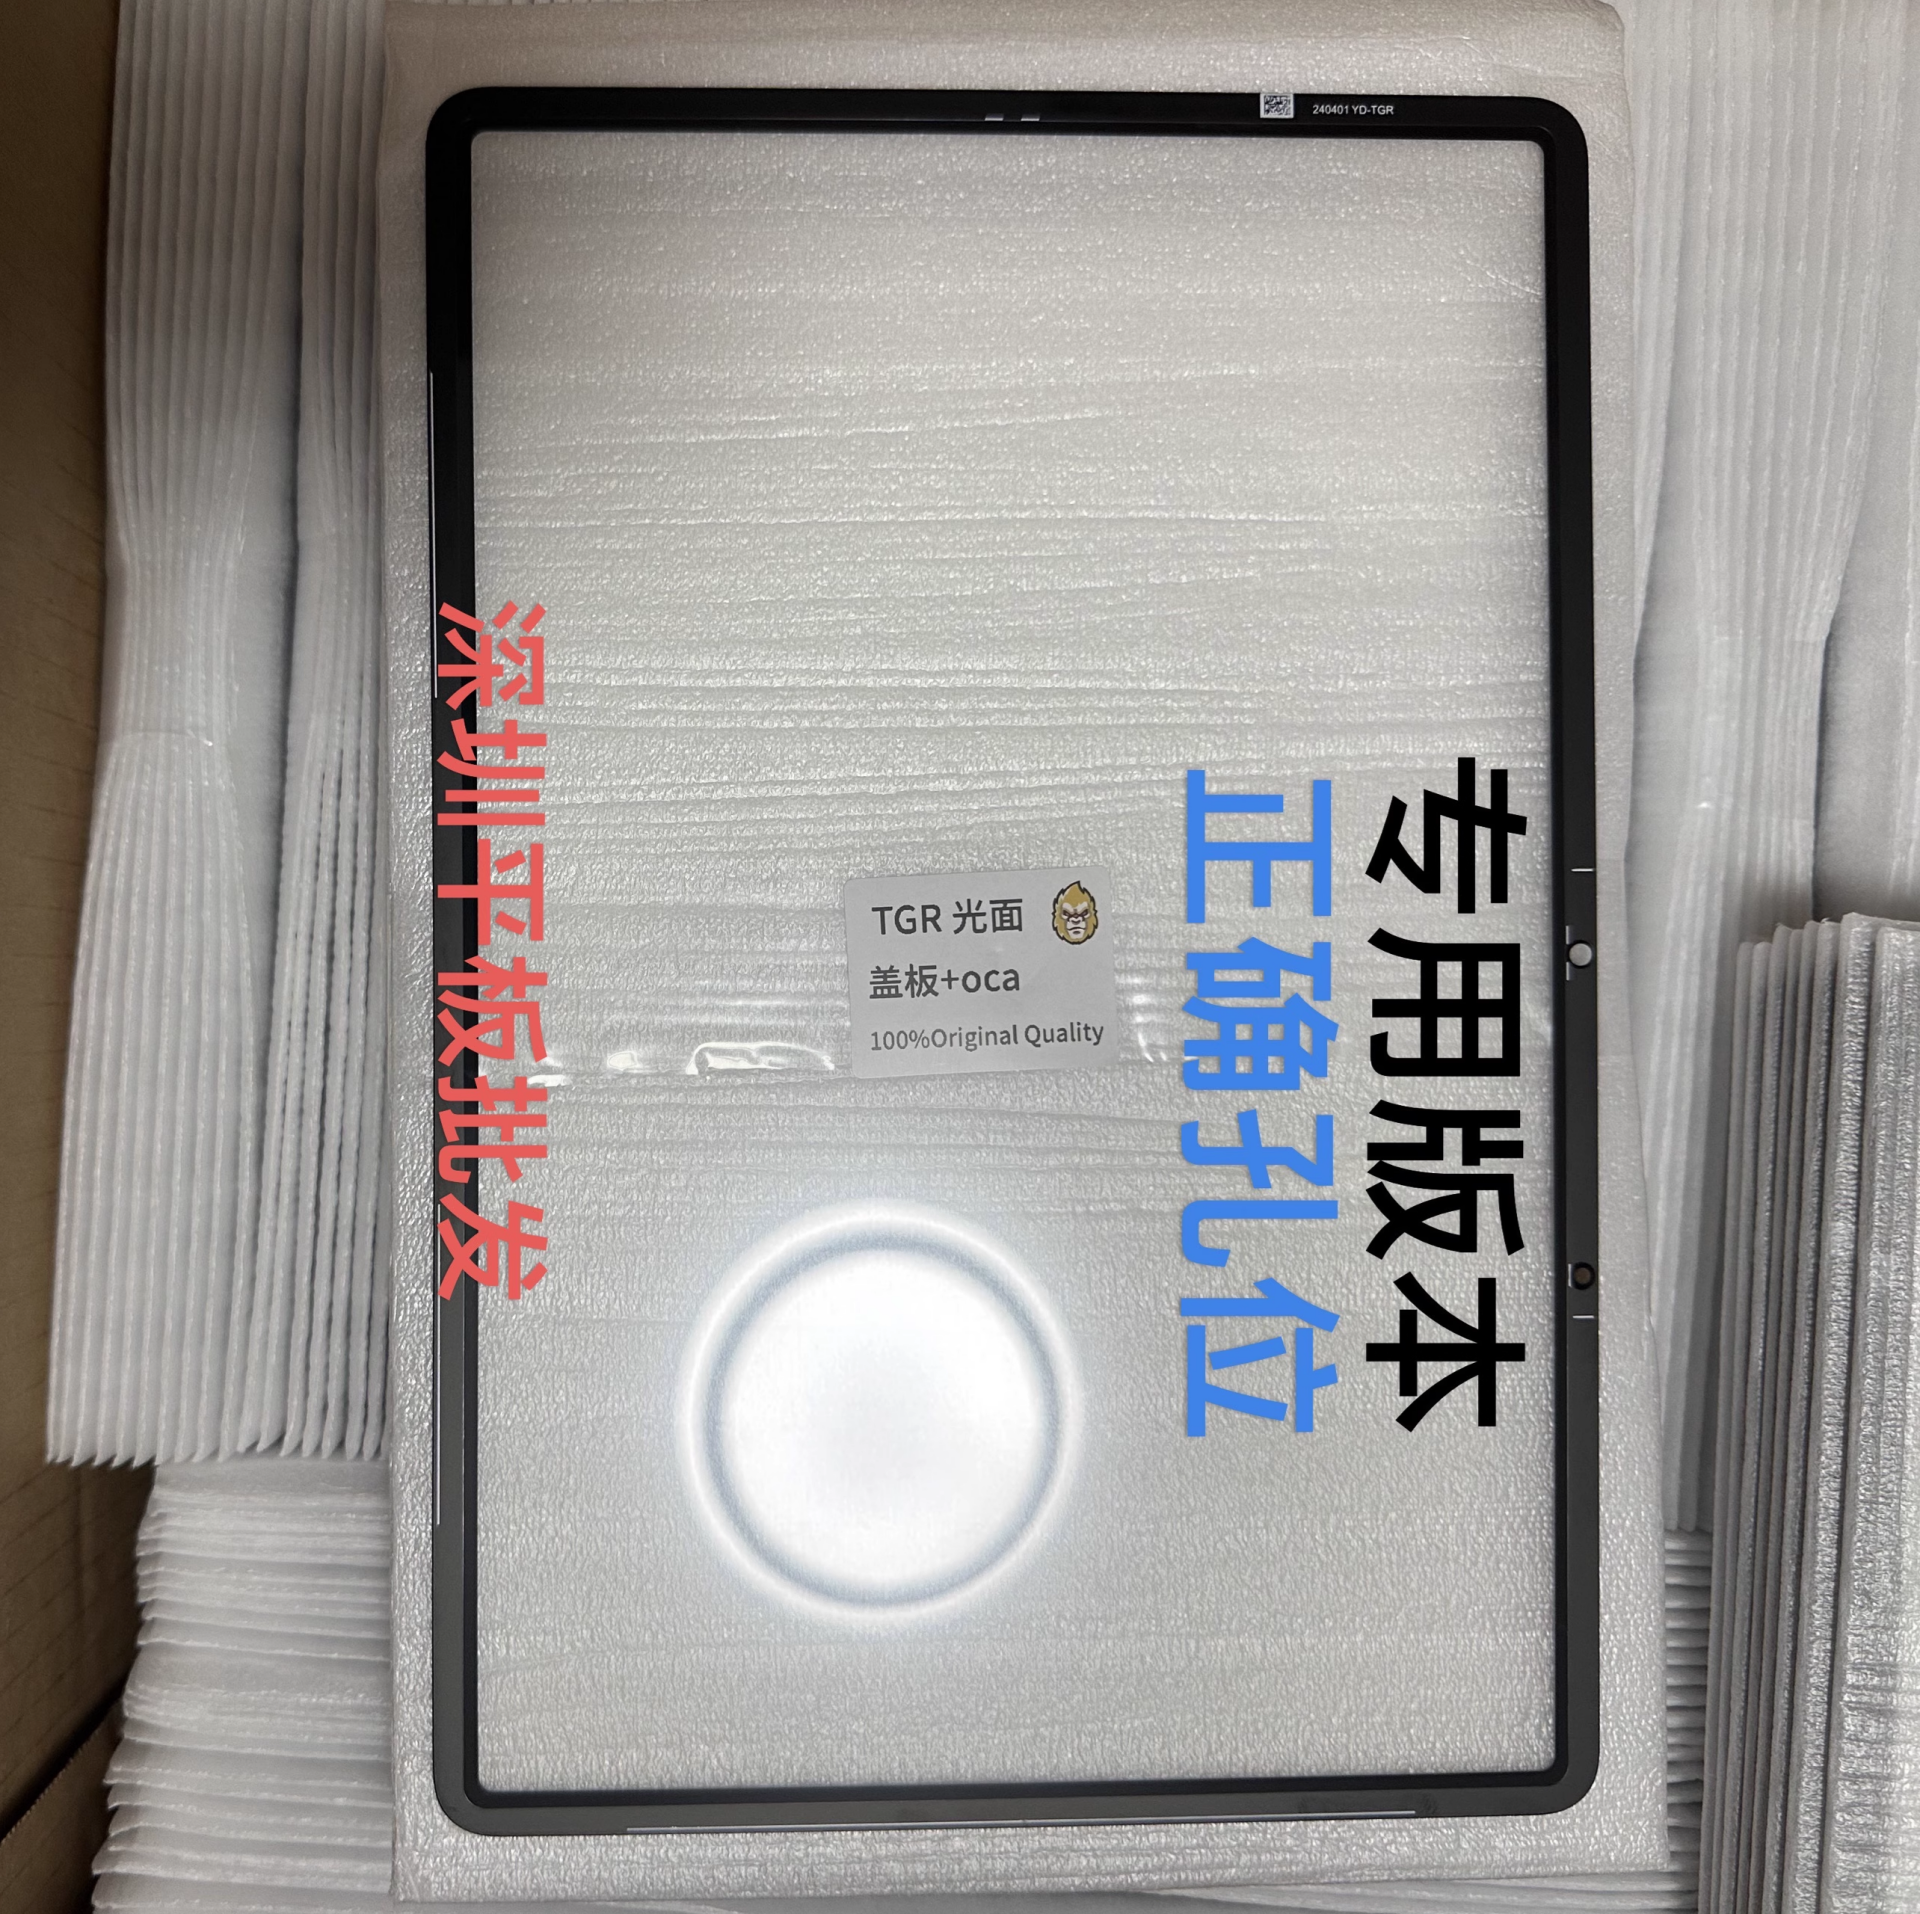 240401 YD-TGR
专用版本
正确孔位
TGR 光面
盖板+oca
100%Original Quality
深圳平板批发